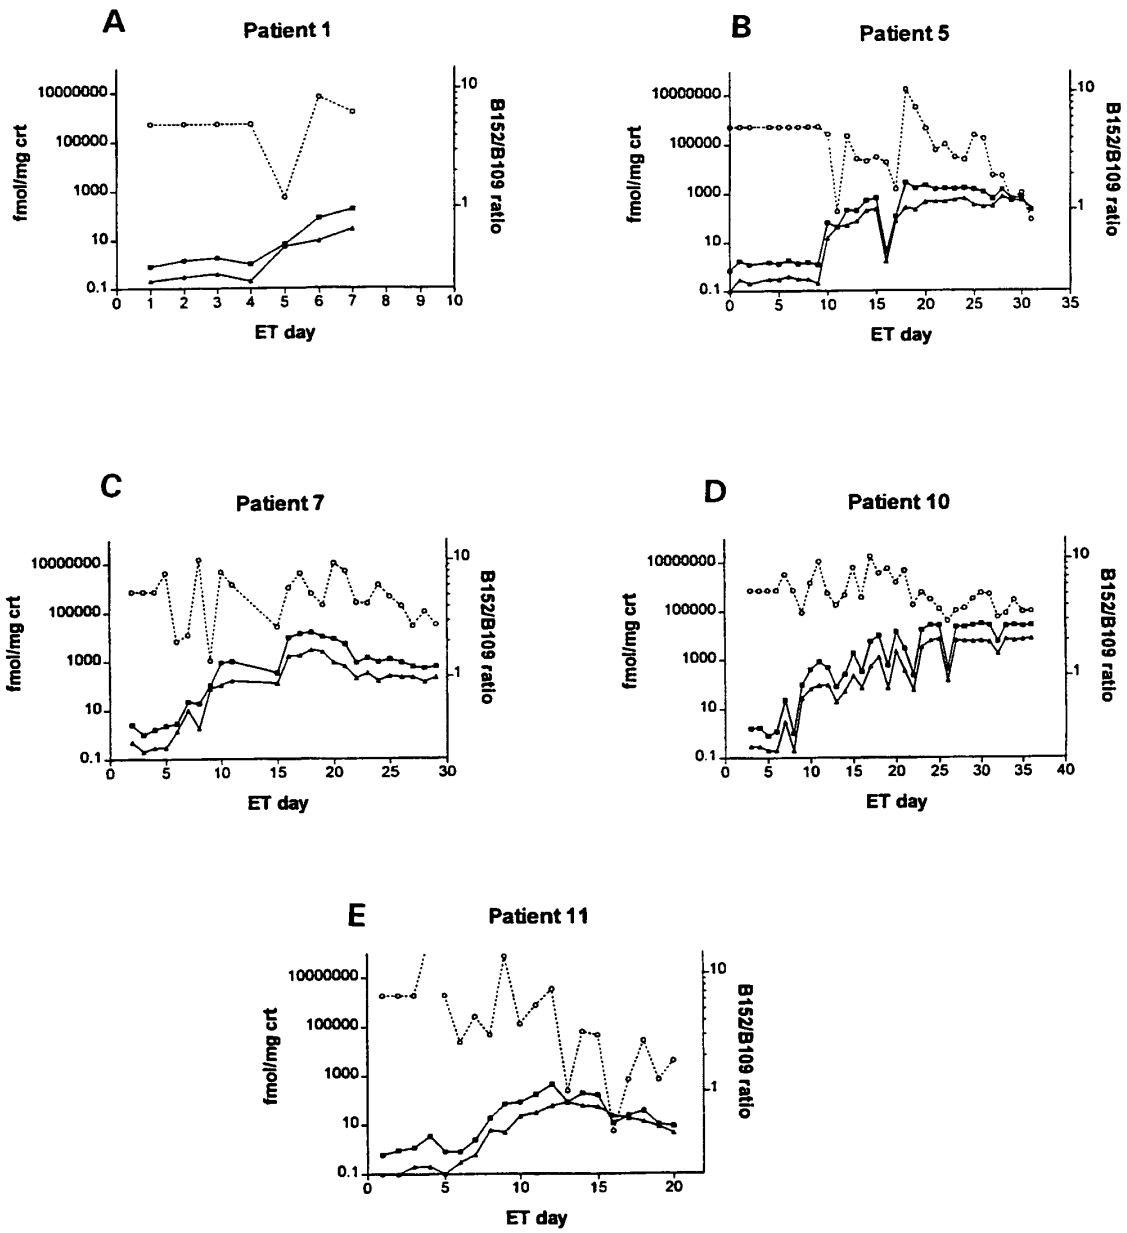 A
Patient 1
10000000
100000
1000
10
0.1
fmol/mg crt
10
1
B152/B109 ratio
0 1 2 3 4 5 6 7 8 9 10
ET day
B
Patient 5
10000000
100000
1000
10
0.1
fmol/mg crt
10
1
B152/B109 ratio
0 5 10 15 20 25 30 35
ET day
C
Patient 7
10000000
100000
1000
10
0.1
fmol/mg crt
10
1
B152/B109 ratio
0 5 10 15 20 25 30
ET day
D
Patient 10
10000000
100000
1000
10
0.1
fmol/mg crt
10
1
B152/B109 ratio
0 5 10 15 20 25 30 35 40
ET day
E
Patient 11
10000000
100000
1000
10
0.1
fmol/mg crt
10
1
B152/B109 ratio
0 5 10 15 20
ET day